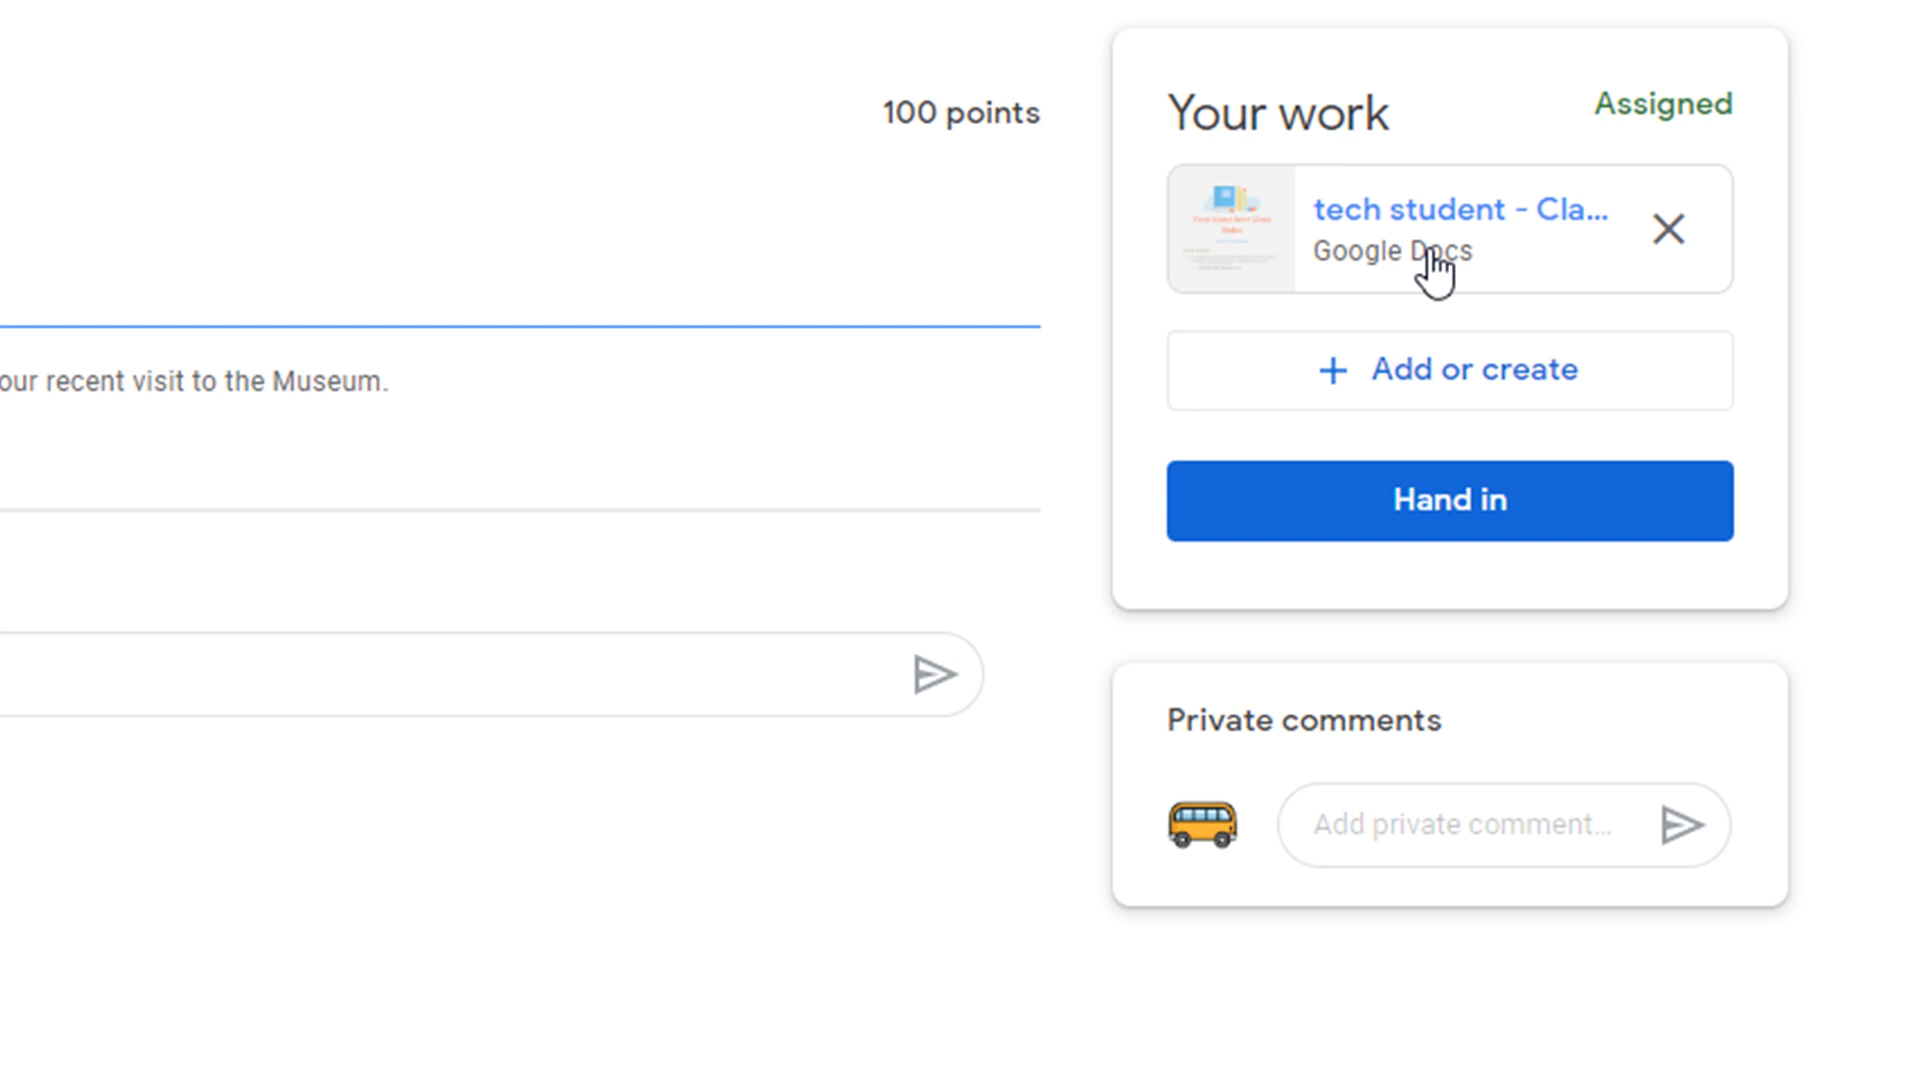 100 points
our recent visit to the Museum.
Your work
Assigned
tech student - Cla...
Google Docs
+ Add or create
Hand in
Private comments
Add private comment...